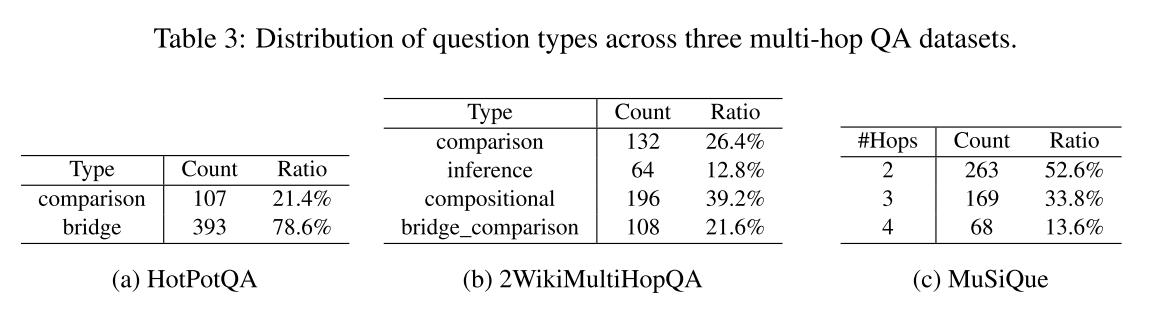 Table 3: Distribution of question types across three multi-hop QA datasets.
Type Count Ratio
comparison 107 21.4%
bridge 393 78.6%
(a) HotPotQA
Type Count Ratio
comparison 132 26.4%
inference 64 12.8%
compositional 196 39.2%
bridge_comparison 108 21.6%
(b) 2WikiMultiHopQA
#Hops Count Ratio
2 263 52.6%
3 169 33.8%
4 68 13.6%
(c) MuSiQue